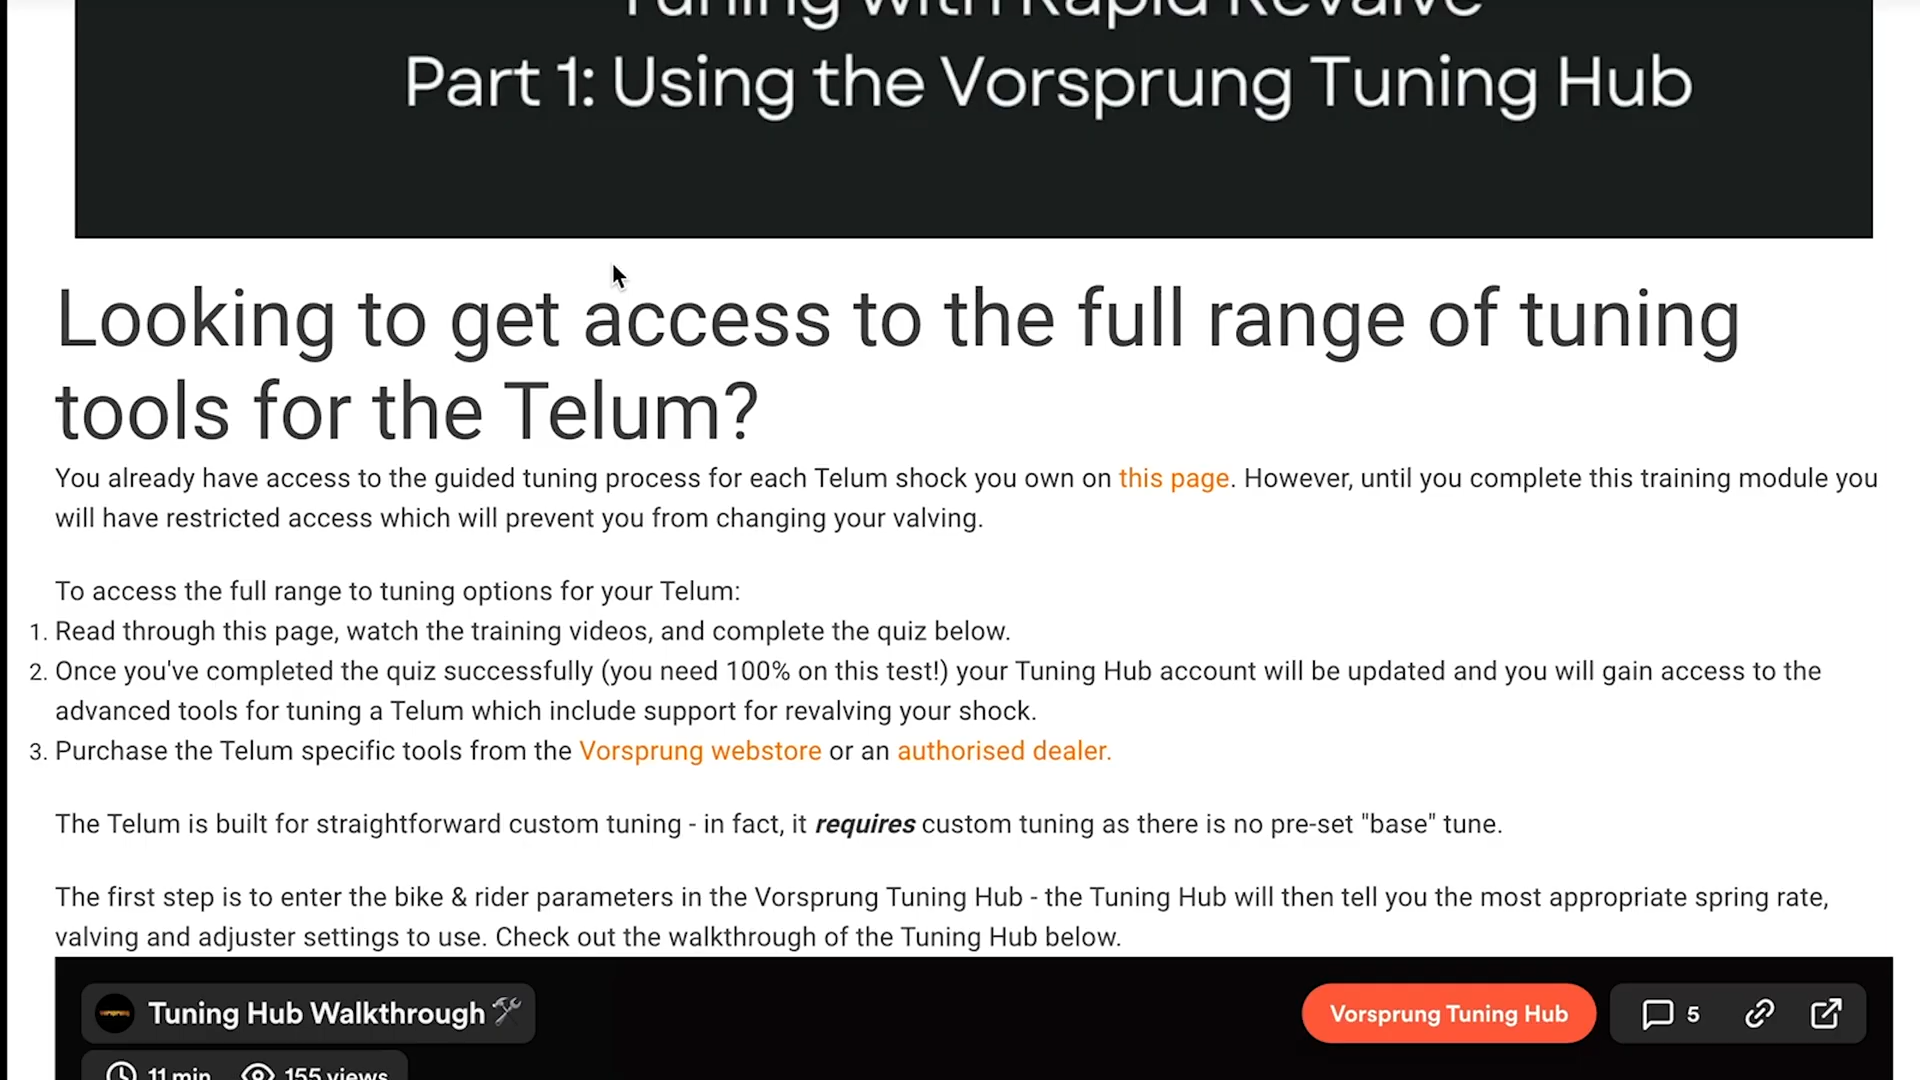 Tuning with Rapid Revalve
Part 1: Using the Vorsprung Tuning Hub
Looking to get access to the full range of tuning
tools for the Telum?
You already have access to the guided tuning process for each Telum shock you own on this page. However, until you complete this training module you
will have restricted access which will prevent you from changing your valving.
To access the full range to tuning options for your Telum:
1. Read through this page, watch the training videos, and complete the quiz below.
2. Once you've completed the quiz successfully (you need 100% on this test!) your Tuning Hub account will be updated and you will gain access to the
advanced tools for tuning a Telum which include support for revalving your shock.
3. Purchase the Telum specific tools from the Vorsprung webstore or an authorised dealer.
The Telum is built for straightforward custom tuning - in fact, it requires custom tuning as there is no pre-set "base" tune.
The first step is to enter the bike & rider parameters in the Vorsprung Tuning Hub - the Tuning Hub will then tell you the most appropriate spring rate,
valving and adjuster settings to use. Check out the walkthrough of the Tuning Hub below.
Tuning Hub Walkthrough
Vorsprung Tuning Hub
5
11 min 155 views